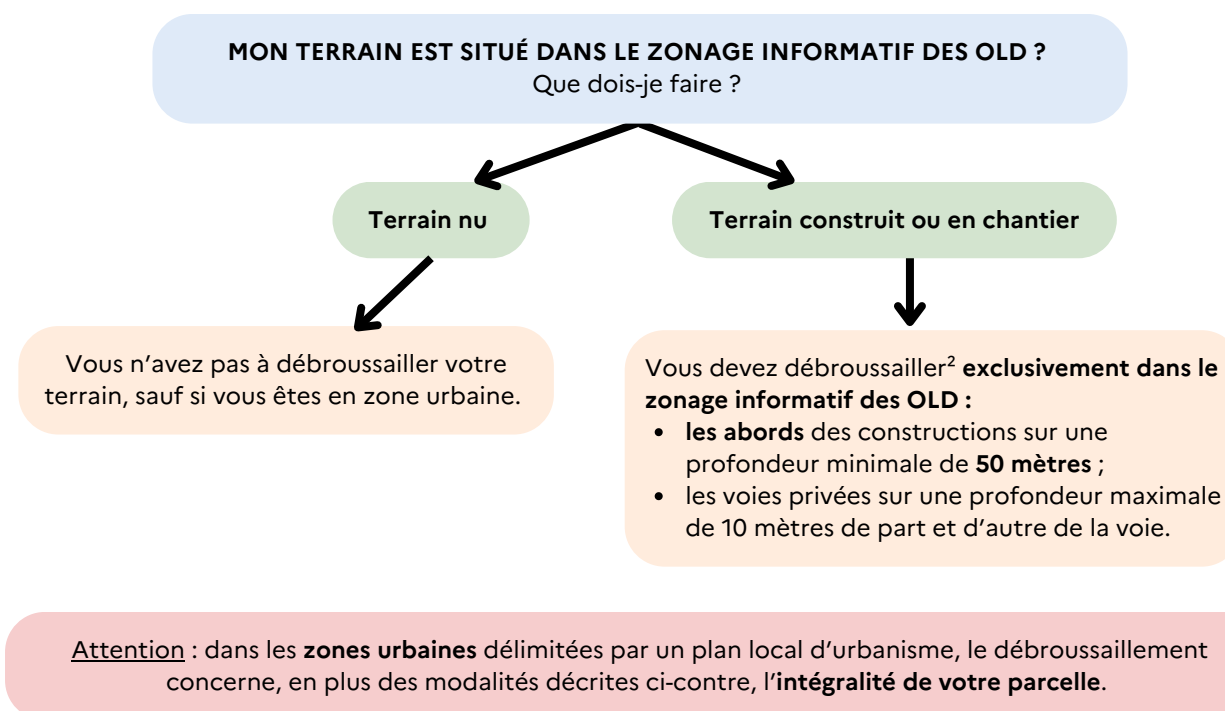 MON TERRAIN EST SITUÉ DANS LE ZONAGE INFORMATIF DES OLD ?
Que dois-je faire ?
Terrain nu
Terrain construit ou en chantier
Vous n'avez pas à débroussailler votre
terrain, sauf si vous êtes en zone urbaine.
Vous devez débroussailler² exclusivement dans le
zonage informatif des OLD :
• les abords des constructions sur une
profondeur minimale de 50 mètres ;
• les voies privées sur une profondeur maximale
de 10 mètres de part et d'autre de la voie.
Attention : dans les zones urbaines délimitées par un plan local d'urbanisme, le débroussaillement
concerne, en plus des modalités décrites ci-contre, l'intégralité de votre parcelle.